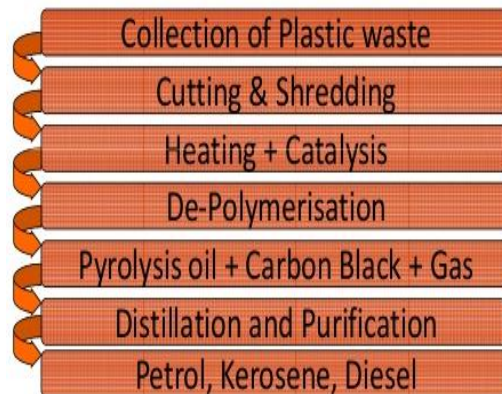 Collection of Plastic waste
Cutting & Shredding
Heating + Catalysis
De-Polymerisation
Pyrolysis oil + Carbon Black + Gas
Distillation and Purification
Petrol, Kerosene, Diesel